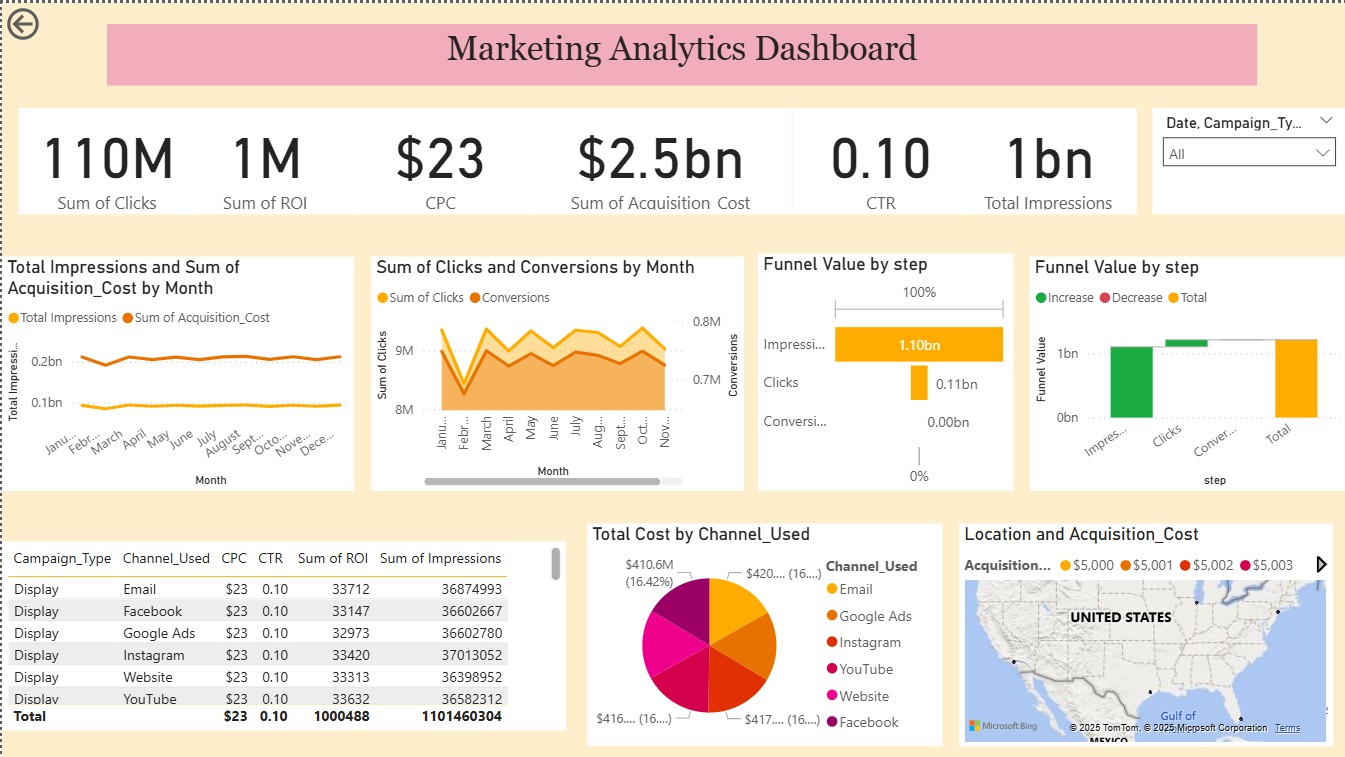 Marketing Analytics Dashboard
110M
Sum of Clicks
1M
Sum of ROI
$23
CPC
$2.5bn
Sum of Acquisition_Cost
0.10
CTR
1bn
Total Impressions
Date, Campaign_Ty...
All
Total Impressions and Sum of
Acquisition_Cost by Month
Total Impressions Sum of Acquisition_Cost
Total Impressi...
0.2bn
0.1bn
Janu... Febr... March April May June July August Sept... Octo... Nove... Dece...
Month
Sum of Clicks and Conversions by Month
Sum of Clicks Conversions
Sum of Clicks
9M
8M
0.8M
0.7M
Conversions
Janu... Febr... March April May June July Aug... Sept... Oct... Nov...
Month
Funnel Value by step
100%
Impressi... 1.10bn
Clicks 0.11bn
Conversi... 0.00bn
0%
Funnel Value by step
Increase Decrease Total
Funnel Value
1bn
0bn
Impres... Clicks Conver... Total
step
Campaign_Type Channel_Used CPC CTR Sum of ROI Sum of Impressions
Display Email $23 0.10 33712 36874993
Display Facebook $23 0.10 33147 36602667
Display Google Ads $23 0.10 32973 36602780
Display Instagram $23 0.10 33420 37013052
Display Website $23 0.10 33313 36398952
Display YouTube $23 0.10 33632 36582312
Total $23 0.10 1000488 1101460304
Total Cost by Channel_Used
$410.6M
(16.42%)
$420.... (16....)
$416.... (16....)
$417.... (16....)
Channel_Used
Email
Google Ads
Instagram
YouTube
Website
Facebook
Location and Acquisition_Cost
Acquisition... $5,000 $5,001 $5,002 $5,003
UNITED STATES
Gulf of
MEXICO
Microsoft Bing
© 2025 TomTom, © 2025 Microsoft Corporation Terms